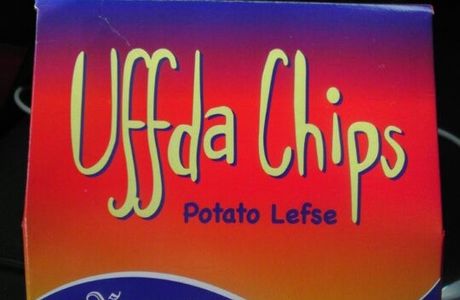 Uffda Chips
Potato Lefse